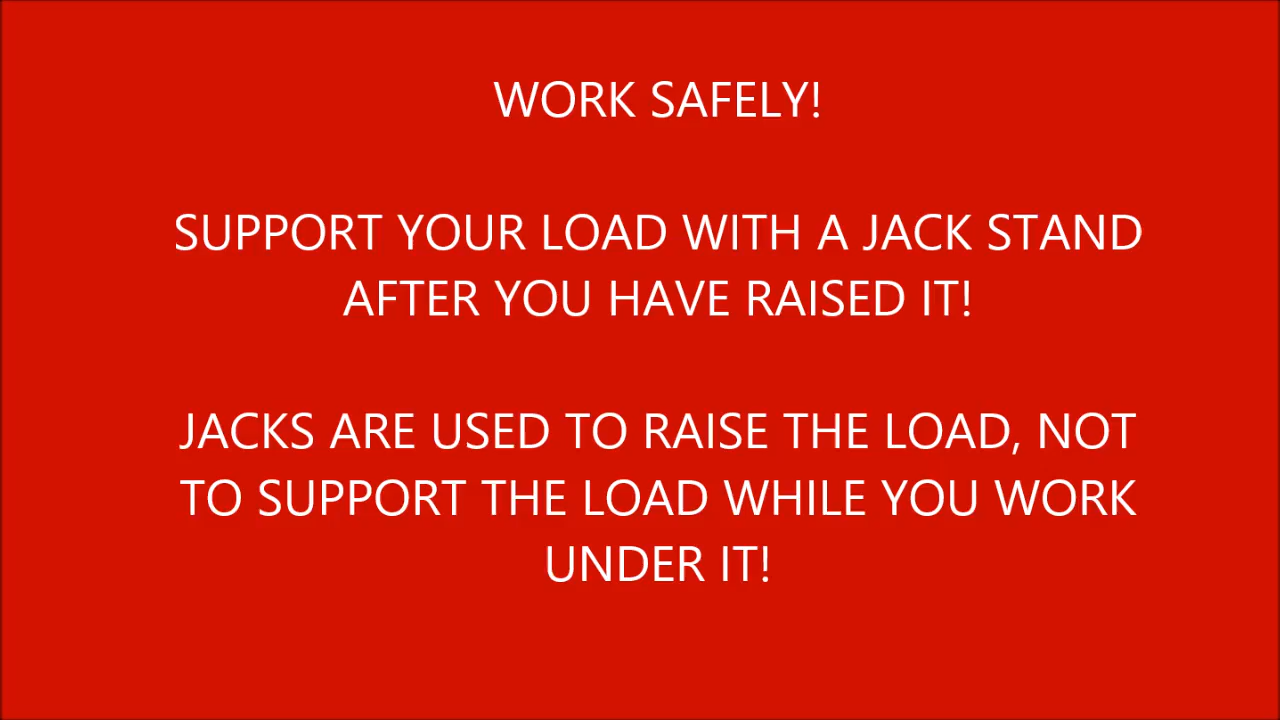 WORK SAFELY!
SUPPORT YOUR LOAD WITH A JACK STAND
AFTER YOU HAVE RAISED IT!
JACKS ARE USED TO RAISE THE LOAD, NOT
TO SUPPORT THE LOAD WHILE YOU WORK
UNDER IT!